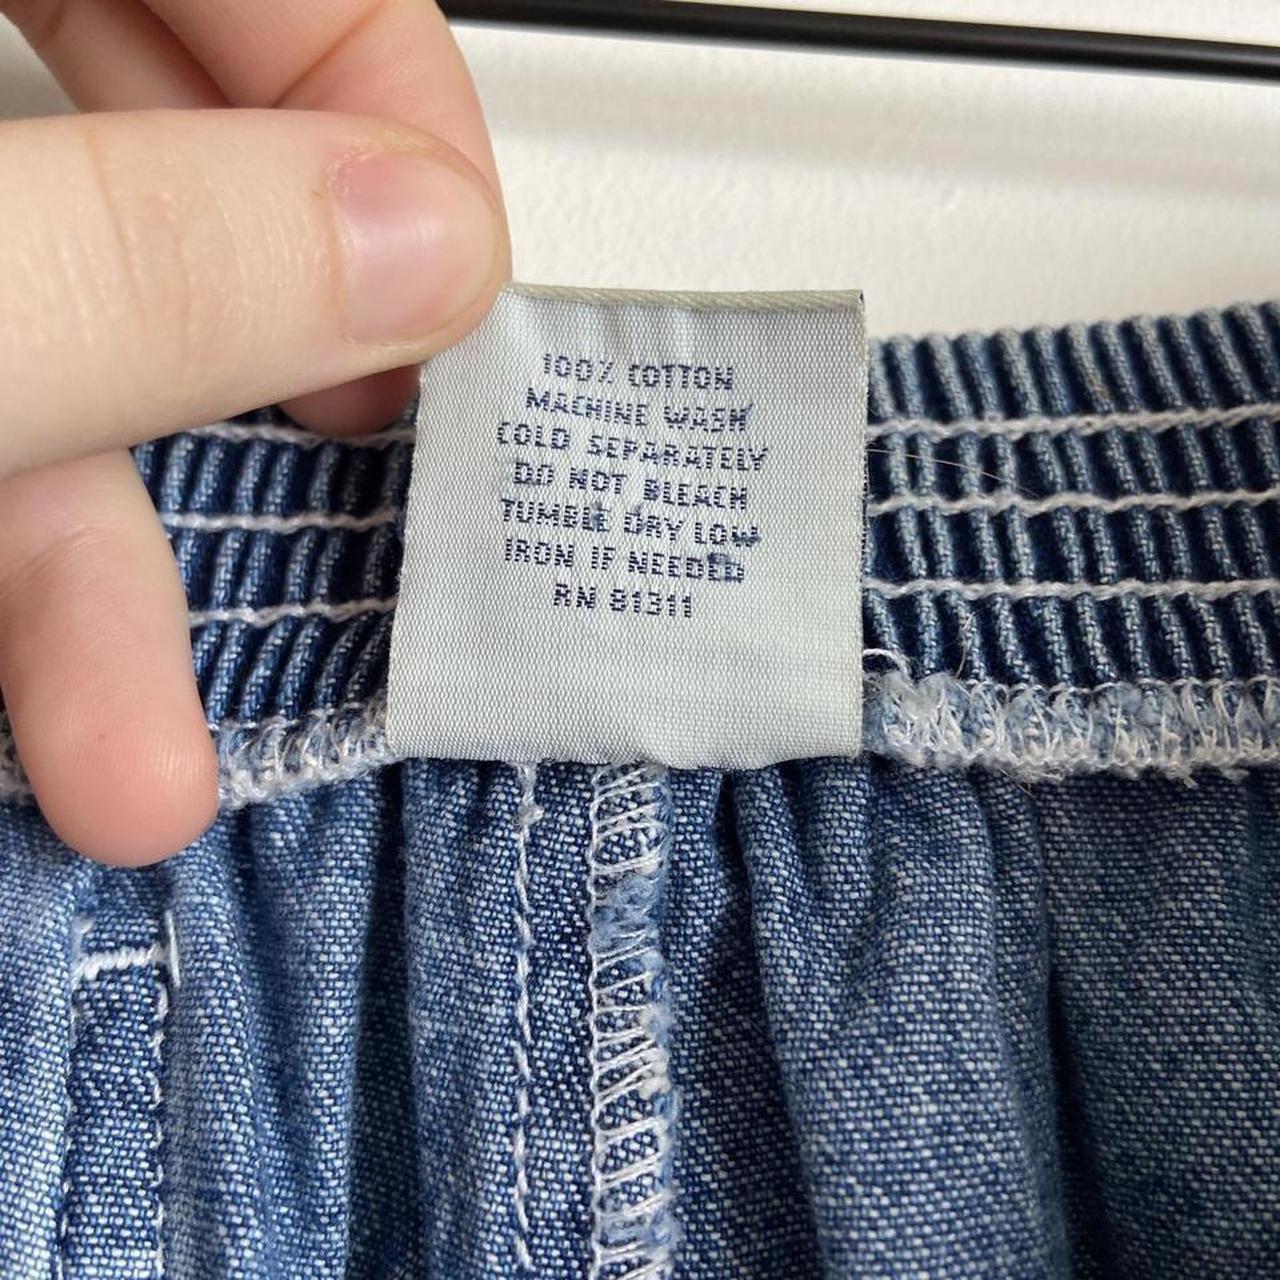 100% COTTON
MACHINE WASH
COLD SEPARATELY
DO NOT BLEACH
TUMBLE DRY LOW
IRON IF NEEDED
RN 81311